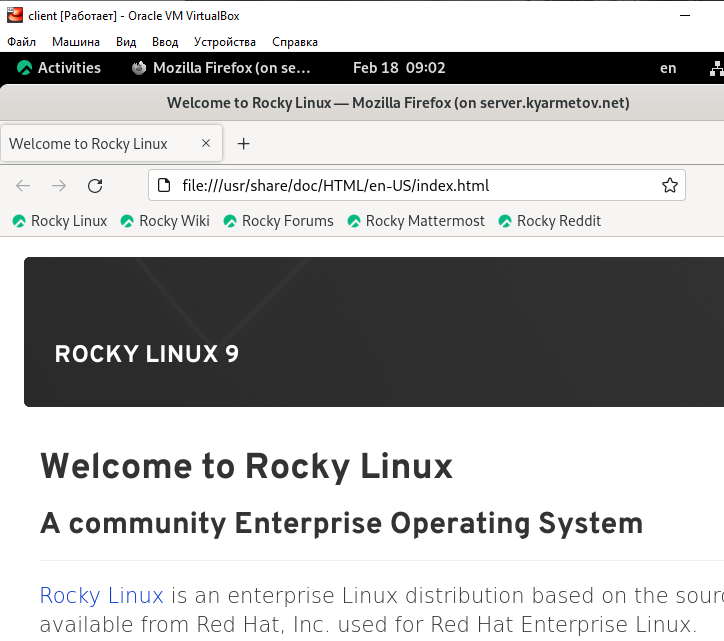 client [Работает] - Oracle VM VirtualBox
Файл Машина Вид Ввод Устройства Справка
Activities Mozilla Firefox (on se... Feb 18 09:02 en
Welcome to Rocky Linux — Mozilla Firefox (on server.kyarmetov.net)
Welcome to Rocky Linux
file:///usr/share/doc/HTML/en-US/index.html
Rocky Linux Rocky Wiki Rocky Forums Rocky Mattermost Rocky Reddit
ROCKY LINUX 9
Welcome to Rocky Linux
A community Enterprise Operating System
Rocky Linux is an enterprise Linux distribution based on the sour
available from Red Hat, Inc. used for Red Hat Enterprise Linux.